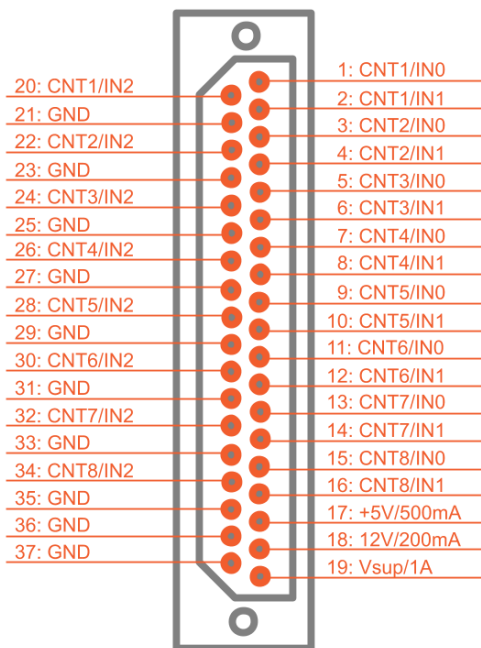 20: CNT1/IN2
21: GND
22: CNT2/IN2
23: GND
24: CNT3/IN2
25: GND
26: CNT4/IN2
27: GND
28: CNT5/IN2
29: GND
30: CNT6/IN2
31: GND
32: CNT7/IN2
33: GND
34: CNT8/IN2
35: GND
36: GND
37: GND
1: CNT1/IN0
2: CNT1/IN1
3: CNT2/IN0
4: CNT2/IN1
5: CNT3/IN0
6: CNT3/IN1
7: CNT4/IN0
8: CNT4/IN1
9: CNT5/IN0
10: CNT5/IN1
11: CNT6/IN0
12: CNT6/IN1
13: CNT7/IN0
14: CNT7/IN1
15: CNT8/IN0
16: CNT8/IN1
17: +5V/500mA
18: 12V/200mA
19: Vsup/1A